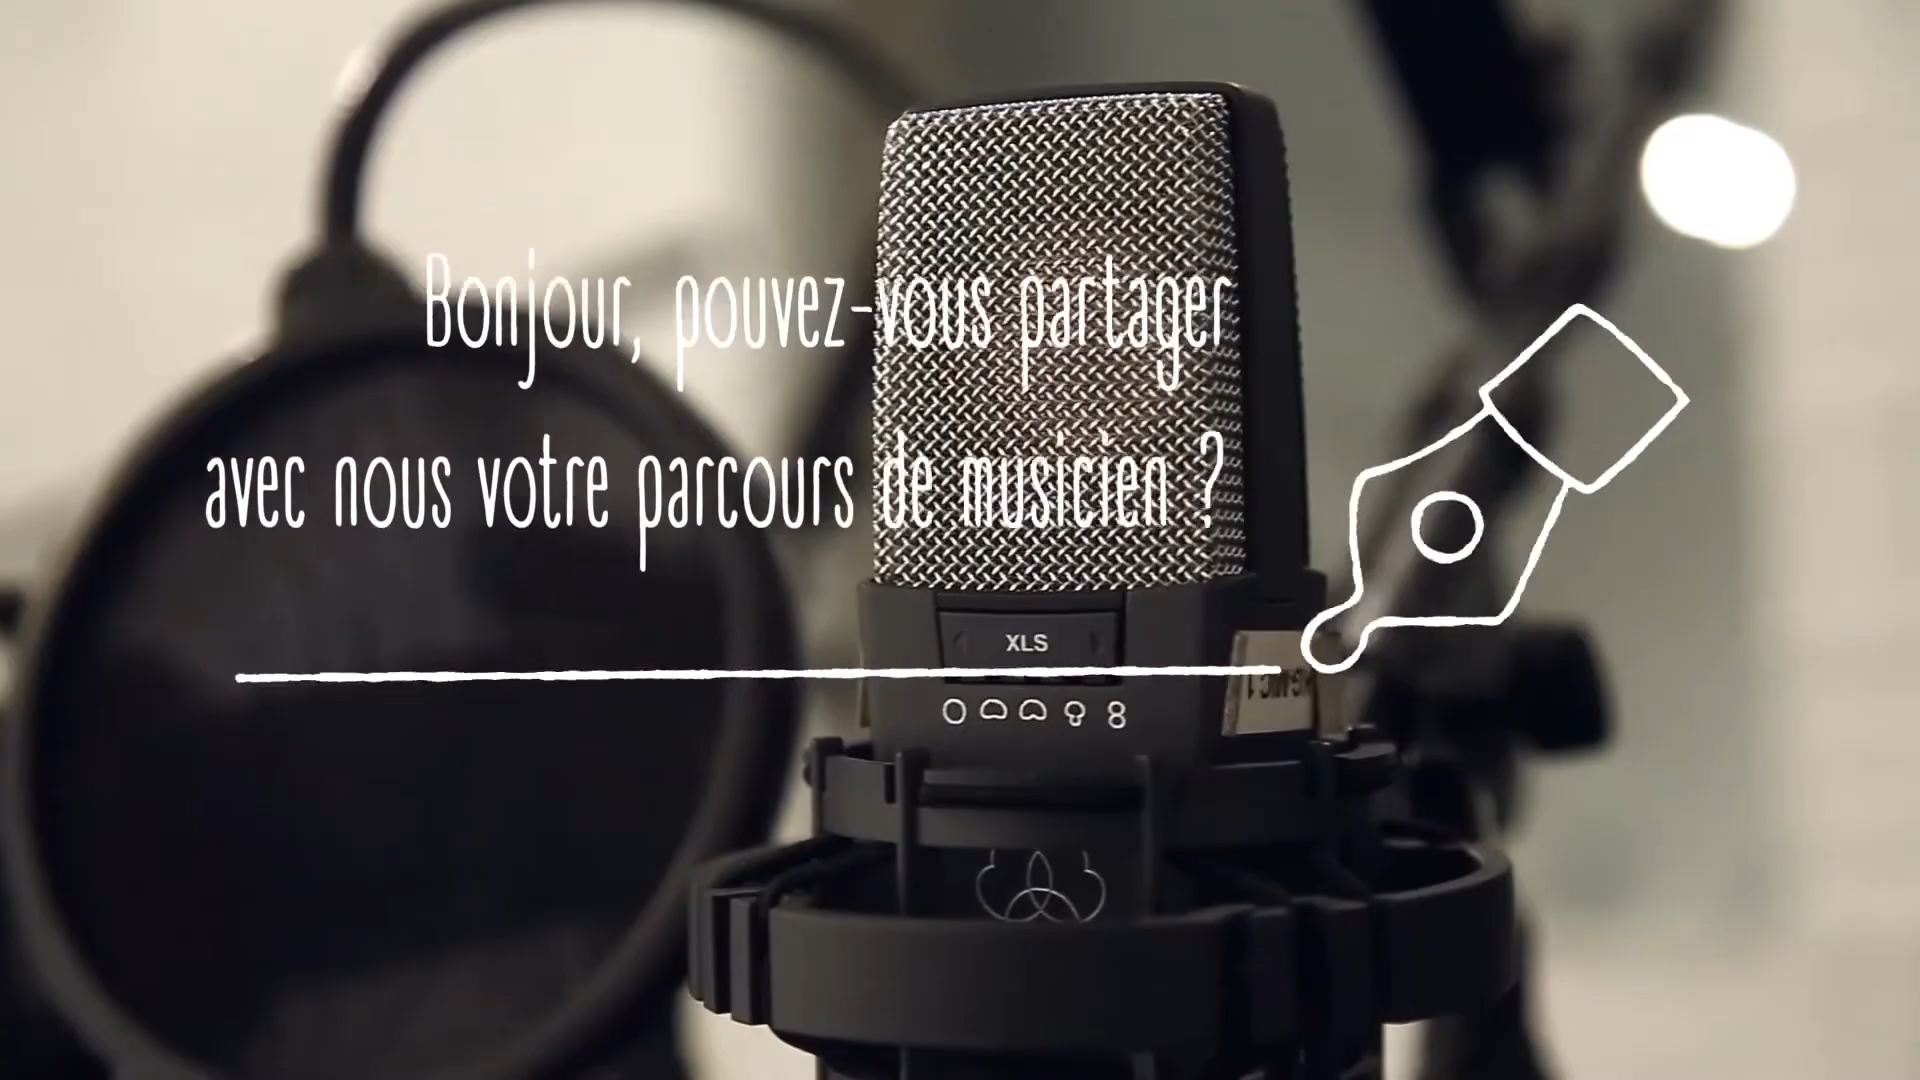 Bonjour, pouvez-vous partager
avec nous votre parcours de musicien ?
XLS